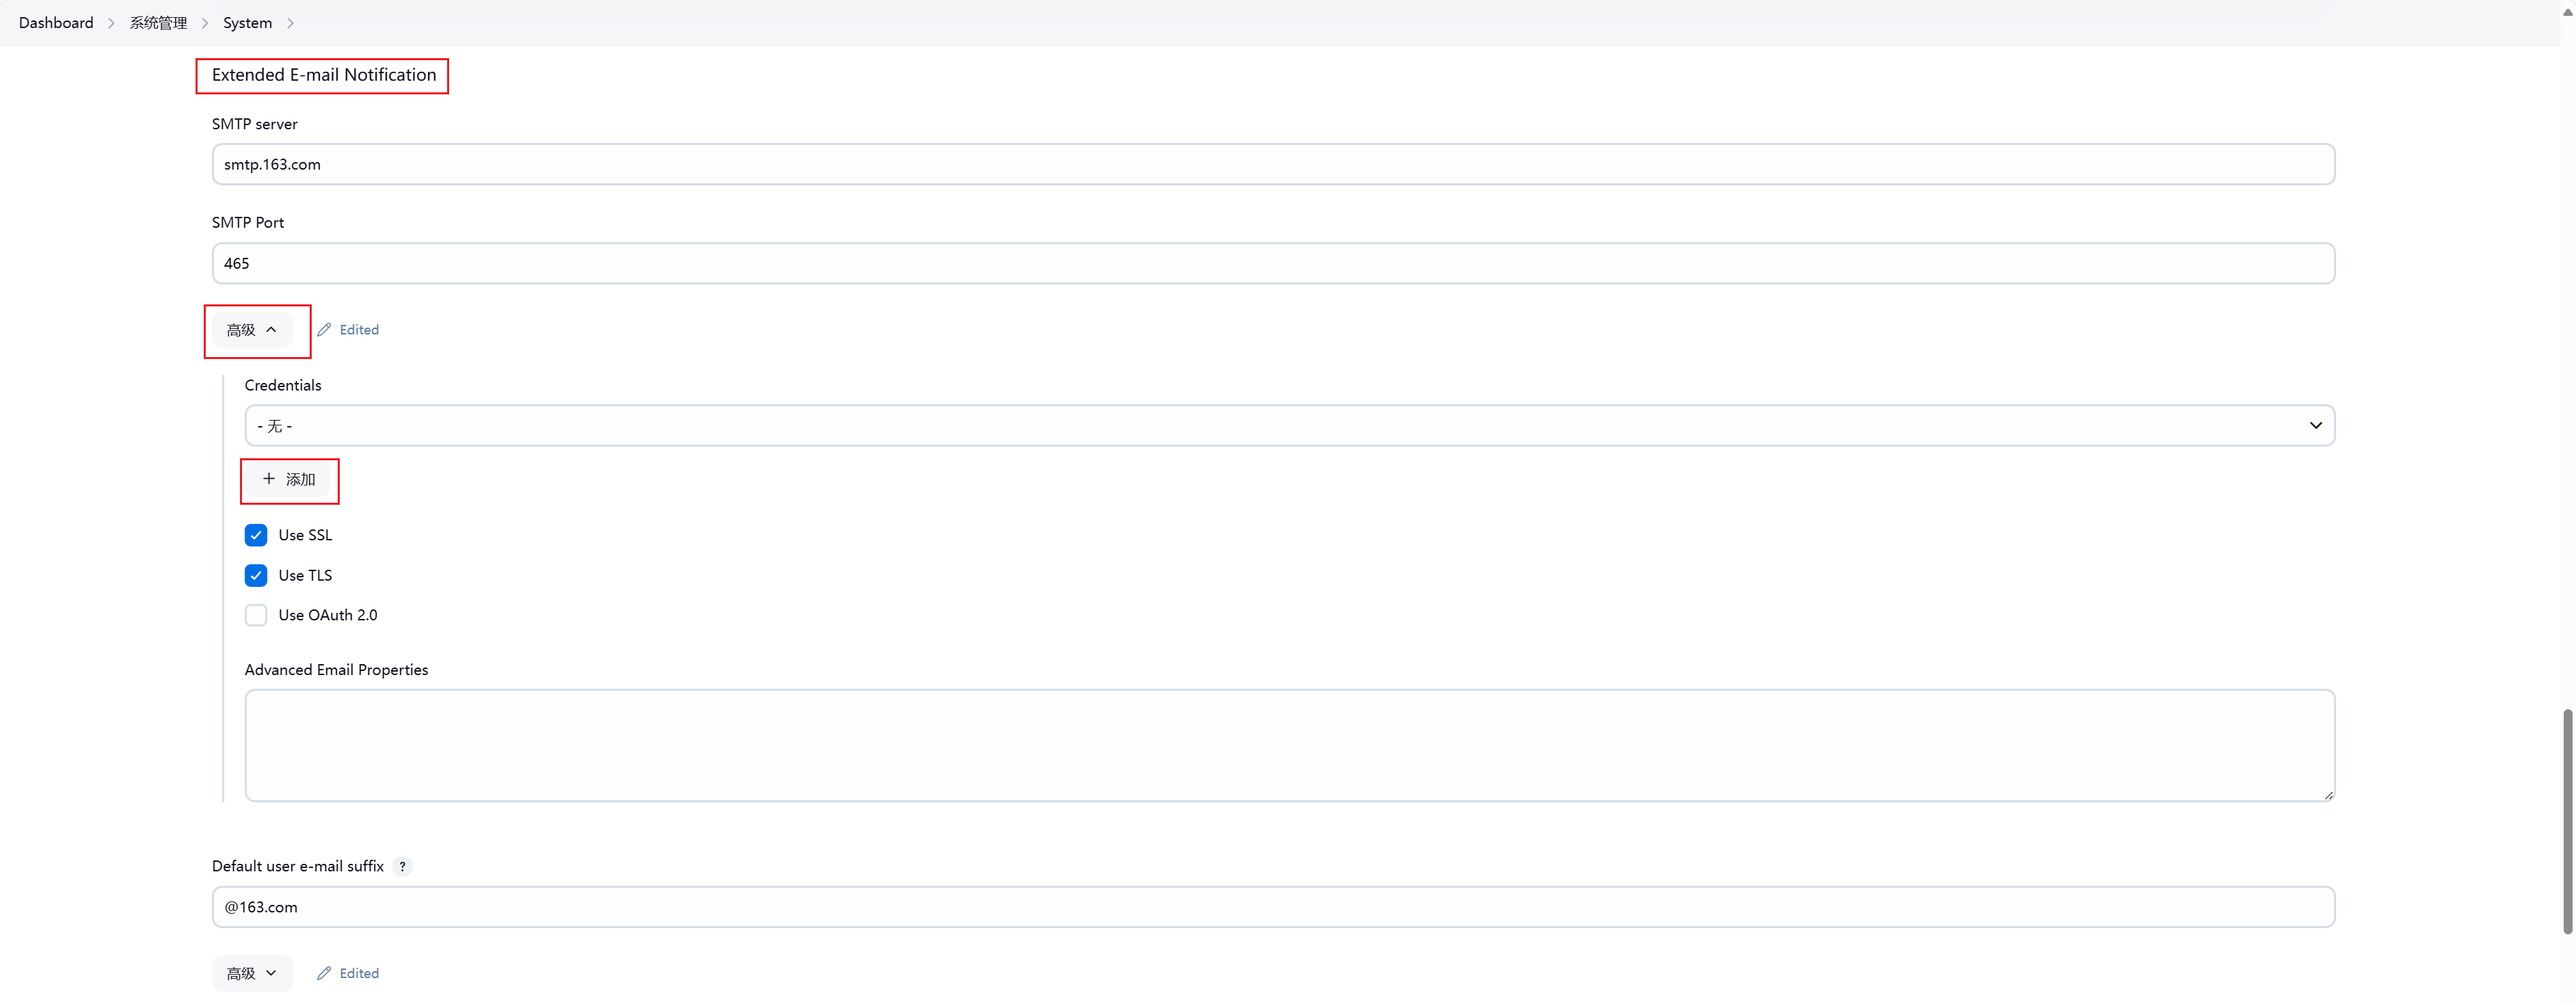 Dashboard > 系统管理 > System >
Extended E-mail Notification
SMTP server
smtp.163.com
SMTP Port
465
高级 Edited
Credentials
- 无 -
+ 添加
Use SSL
Use TLS
Use OAuth 2.0
Advanced Email Properties
Default user e-mail suffix ?
@163.com
高级 Edited